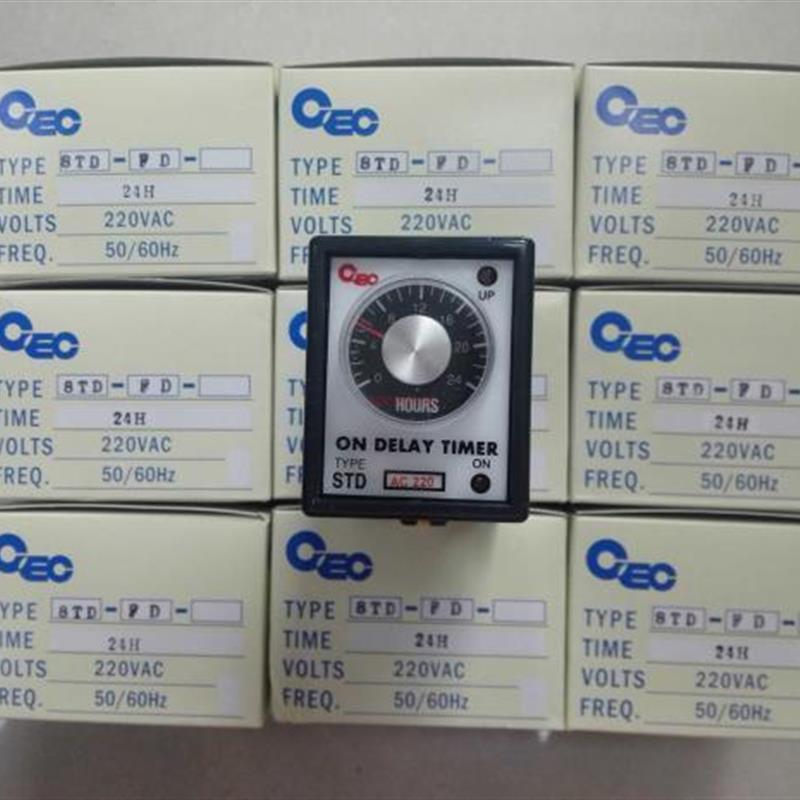 CEC
TYPE STD-FD-
TIME 24H
VOLTS 220VAC
FREQ. 50/60Hz
CEC
TYPE STD-FD-
TIME 24H
VOLTS 220VAC
FREQ.
CEC
TYPE STD-FD-
TIME 24H
VOLTS 220VAC
FREQ. 50/60Hz
CEC
TYPE STD-FD-
TIME 24H
VOLTS 220VAC
FREQ. 50/60Hz
CEC
UP
0 4 8 12 16 20 24
HOURS
ON DELAY TIMER
TYPE ON
STD AC 220
CEC
TYPE STD-FD-
TIME 24H
VOLTS 220VAC
FREQ. 50/60Hz
CEC
YPE STD-FD-
IME 24H
OLTS 220VAC
REQ. 50/60Hz
CEC
TYPE STD-FD-
TIME 24H
VOLTS 220VAC
FREQ. 50/60Hz
CEC
TYPE STD-FD-
TIME 24H
VOLTS 220VAC
FREQ. 50/60Hz